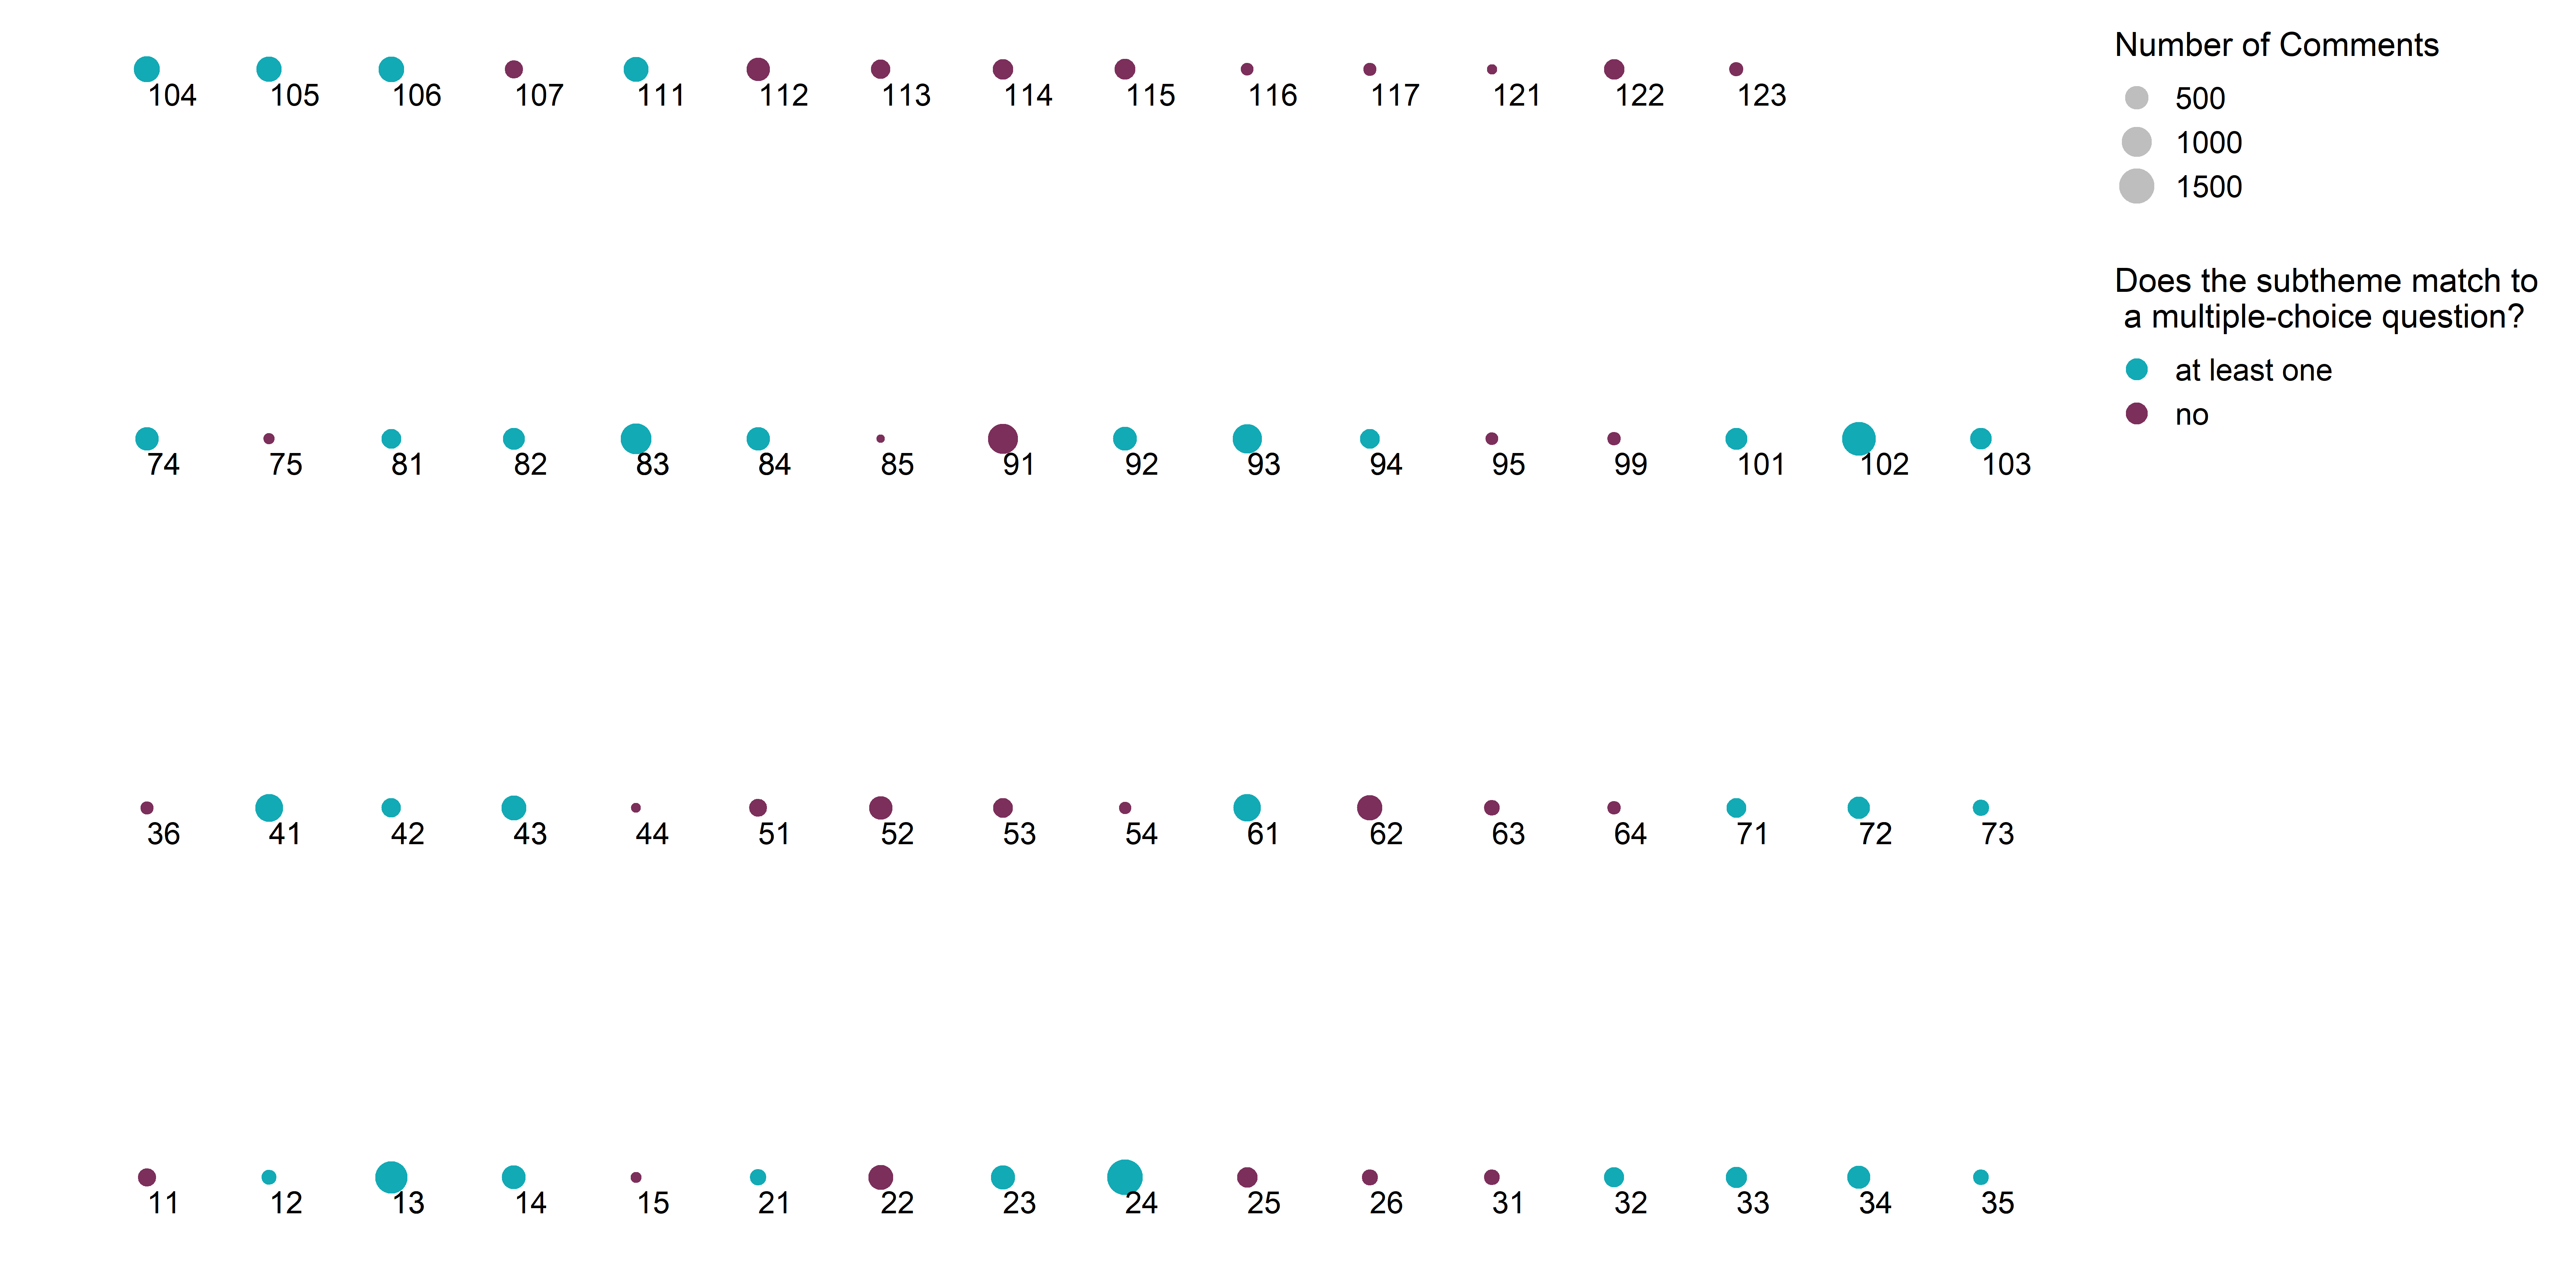 104 105 106 107 111 112 113 114 115 116 117 121 122 123
74 75 81 82 83 84 85 91 92 93 94 95 99 101 102 103
36 41 42 43 44 51 52 53 54 61 62 63 64 71 72 73
11 12 13 14 15 21 22 23 24 25 26 31 32 33 34 35
Number of Comments
500
1000
1500
Does the subtheme match to
a multiple-choice question?
at least one
no